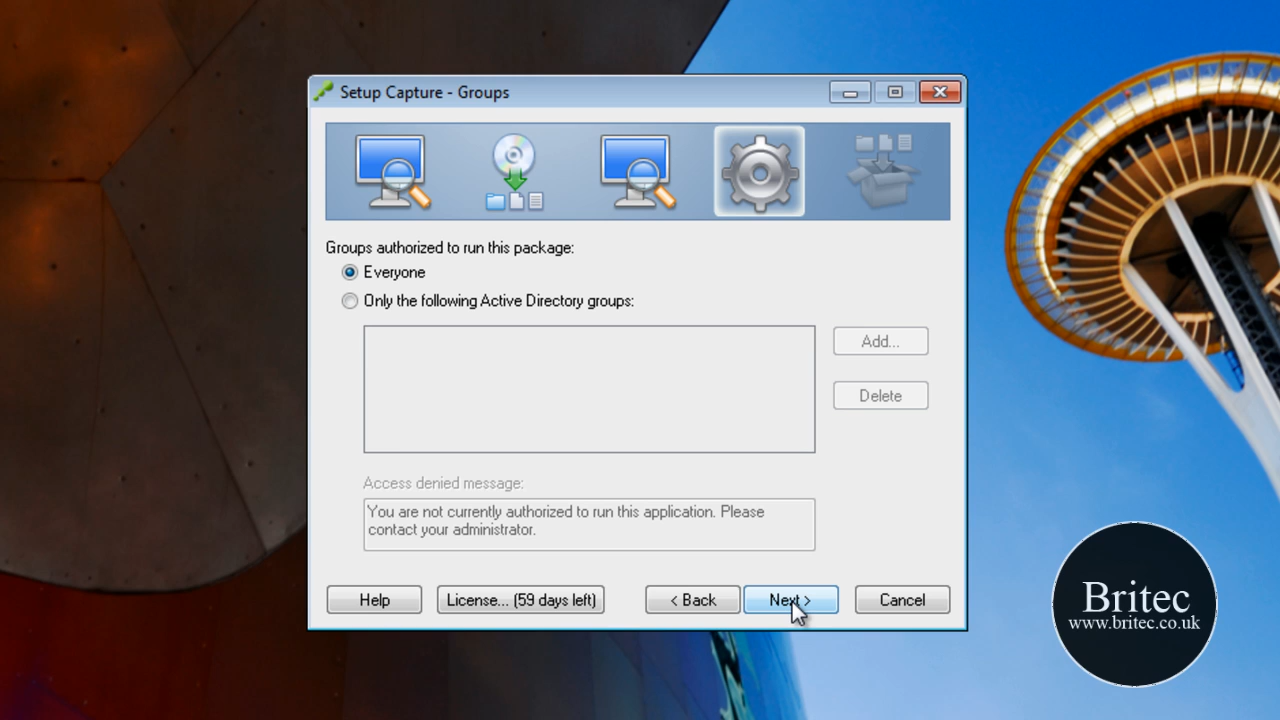 Setup Capture - Groups
Groups authorized to run this package:
Everyone
Only the following Active Directory groups:
Add...
Delete
Access denied message:
You are not currently authorized to run this application. Please
contact your administrator.
Help
License... (59 days left)
< Back
Next >
Cancel
Britec
www.britec.co.uk